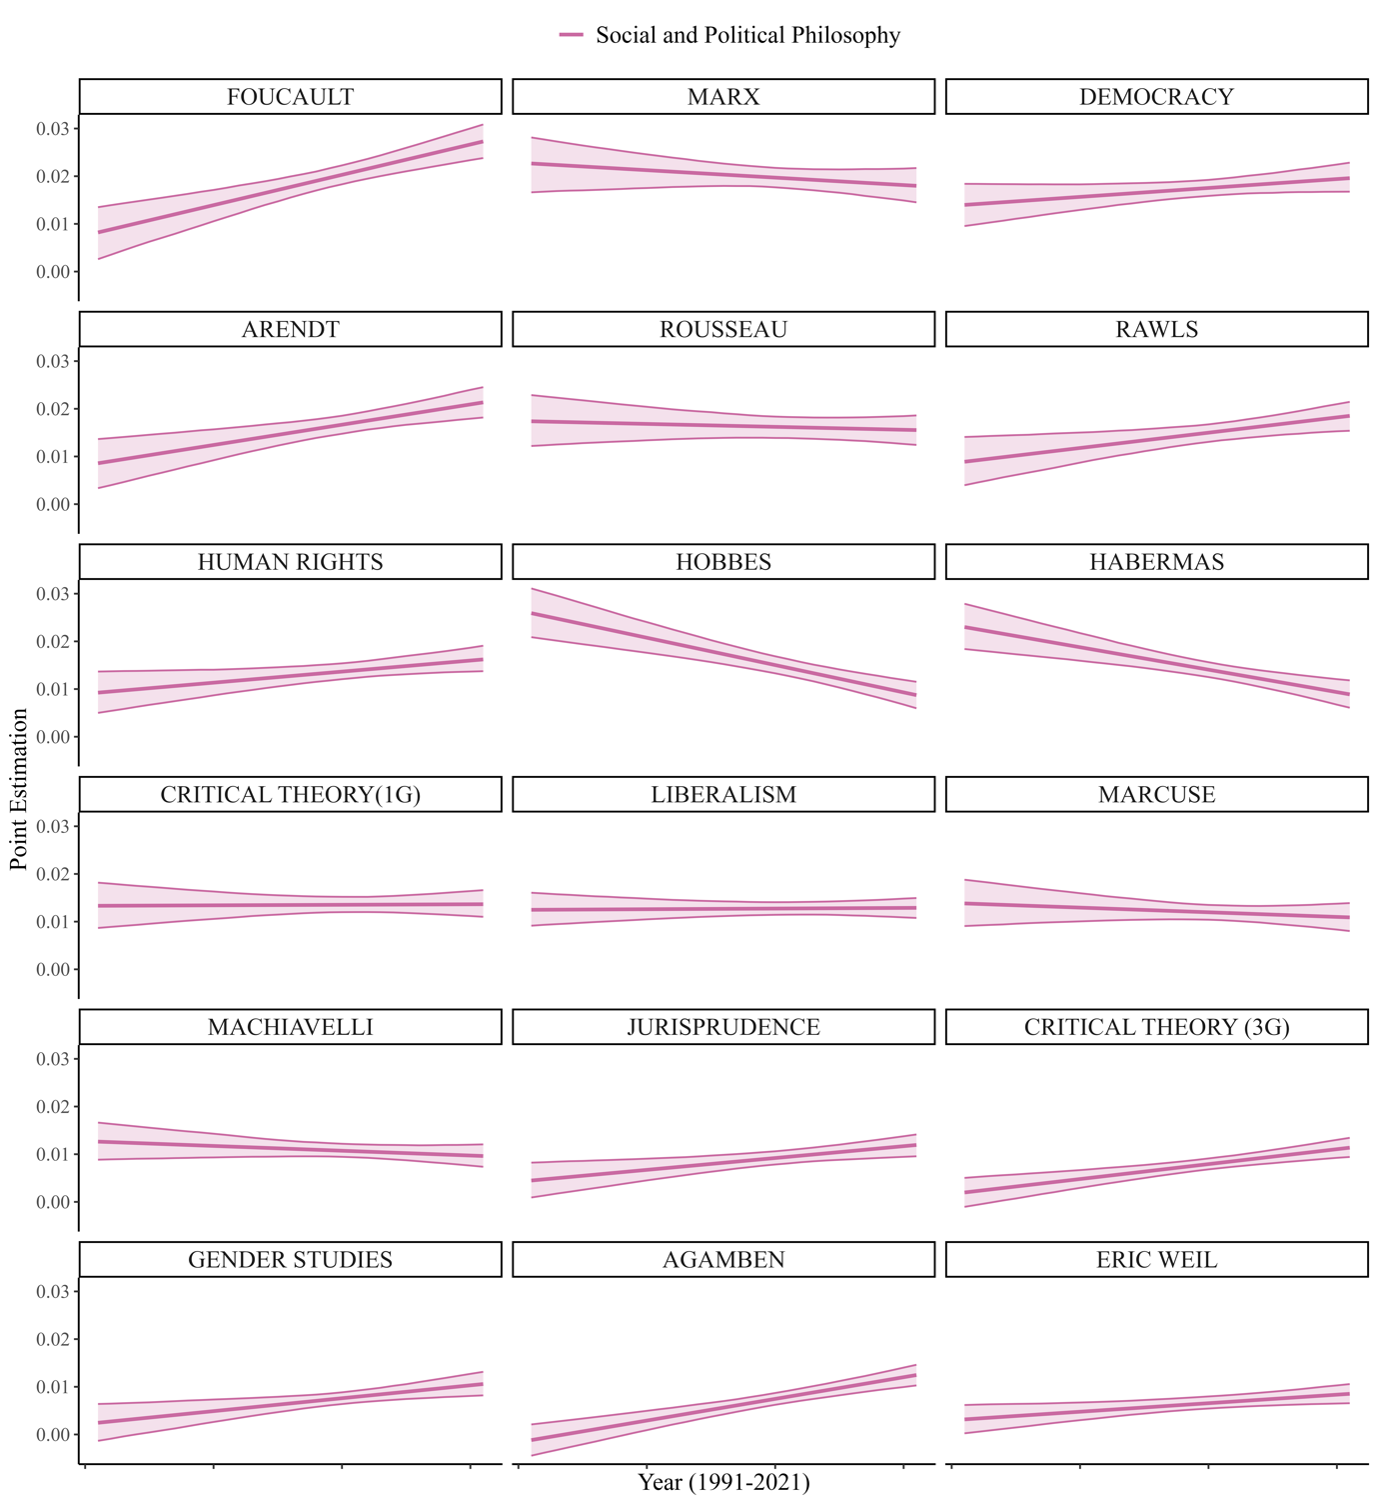 Social and Political Philosophy
FOUCAULT
MARX
DEMOCRACY
0.03
0.02
0.01
0.00
ARENDT
ROUSSEAU
RAWLS
0.03
0.02
0.01
0.00
HUMAN RIGHTS
HOBBES
HABERMAS
0.03
0.02
0.01
0.00
Point Estimation
CRITICAL THEORY(1G)
LIBERALISM
MARCUSE
0.03
0.02
0.01
0.00
MACHIAVELLI
JURISPRUDENCE
CRITICAL THEORY (3G)
0.03
0.02
0.01
0.00
GENDER STUDIES
AGAMBEN
ERIC WEIL
0.03
0.02
0.01
0.00
Year (1991-2021)